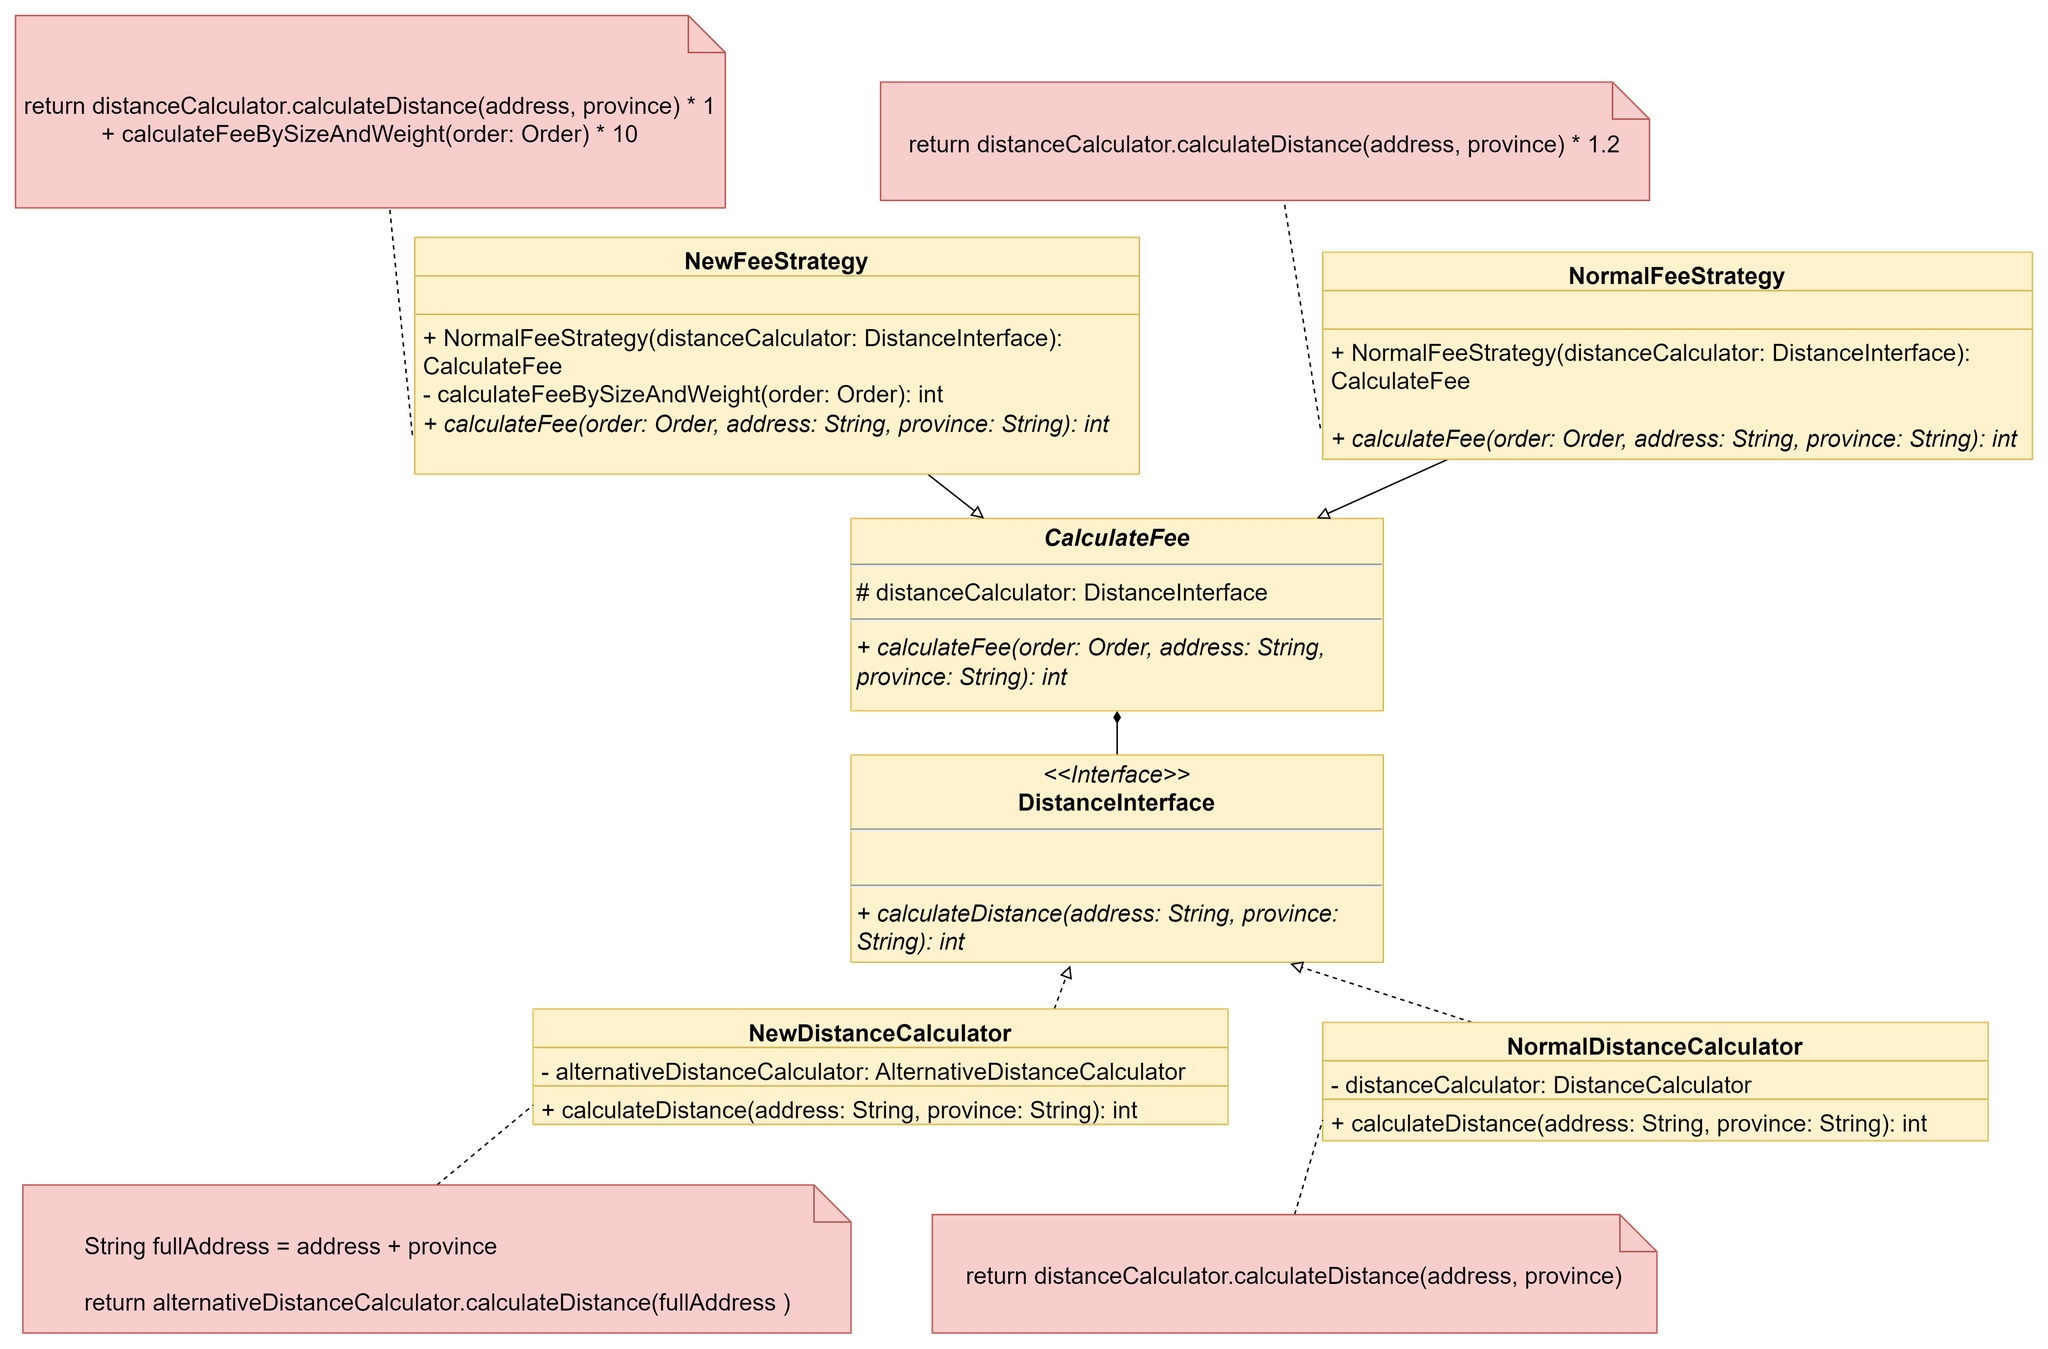 return distanceCalculator.calculateDistance(address, province) * 1
+ calculateFeeBySizeAndWeight(order: Order) * 10
return distanceCalculator.calculateDistance(address, province) * 1.2
NewFeeStrategy
+ NormalFeeStrategy(distanceCalculator: DistanceInterface):
CalculateFee
- calculateFeeBySizeAndWeight(order: Order): int
+ calculateFee(order: Order, address: String, province: String): int
NormalFeeStrategy
+ NormalFeeStrategy(distanceCalculator: DistanceInterface):
CalculateFee
+ calculateFee(order: Order, address: String, province: String): int
CalculateFee
# distanceCalculator: DistanceInterface
+ calculateFee(order: Order, address: String,
province: String): int
<<Interface>>
DistanceInterface
+ calculateDistance(address: String, province:
String): int
NewDistanceCalculator
- alternativeDistanceCalculator: AlternativeDistanceCalculator
+ calculateDistance(address: String, province: String): int
NormalDistanceCalculator
- distanceCalculator: DistanceCalculator
+ calculateDistance(address: String, province: String): int
String fullAddress = address + province
return alternativeDistanceCalculator.calculateDistance(fullAddress )
return distanceCalculator.calculateDistance(address, province)